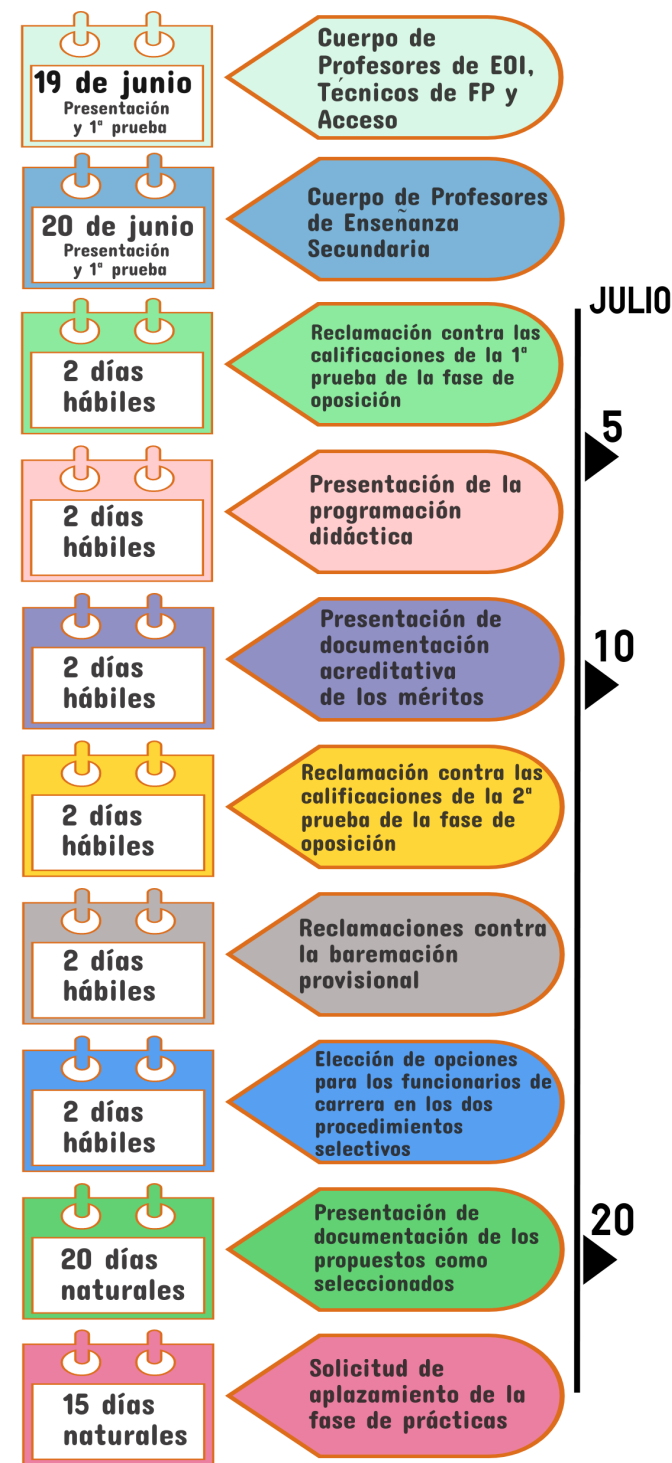 19 de junio
Presentación
y 1ª prueba
Cuerpo de
Profesores de EOI,
Técnicos de FP y
Acceso
20 de junio
Presentación
y 1ª prueba
Cuerpo de Profesores
de Enseñanza
Secundaria
JULIO
2 días
hábiles
Reclamación contra las
calificaciones de la 1ª
prueba de la fase de
oposición
5
2 días
hábiles
Presentación de la
programación
didáctica
2 días
hábiles
Presentación de
documentación
acreditativa
de los méritos
10
2 días
hábiles
Reclamación contra las
calificaciones de la 2ª
prueba de la fase de
oposición
2 días
hábiles
Reclamaciones contra
la baremación
provisional
2 días
hábiles
Elección de opciones
para los funcionarios de
carrera en los dos
procedimientos
selectivos
20 días
naturales
Presentación de
documentación de los
propuestos como
seleccionados
20
15 días
naturales
Solicitud de
aplazamiento de la
fase de prácticas